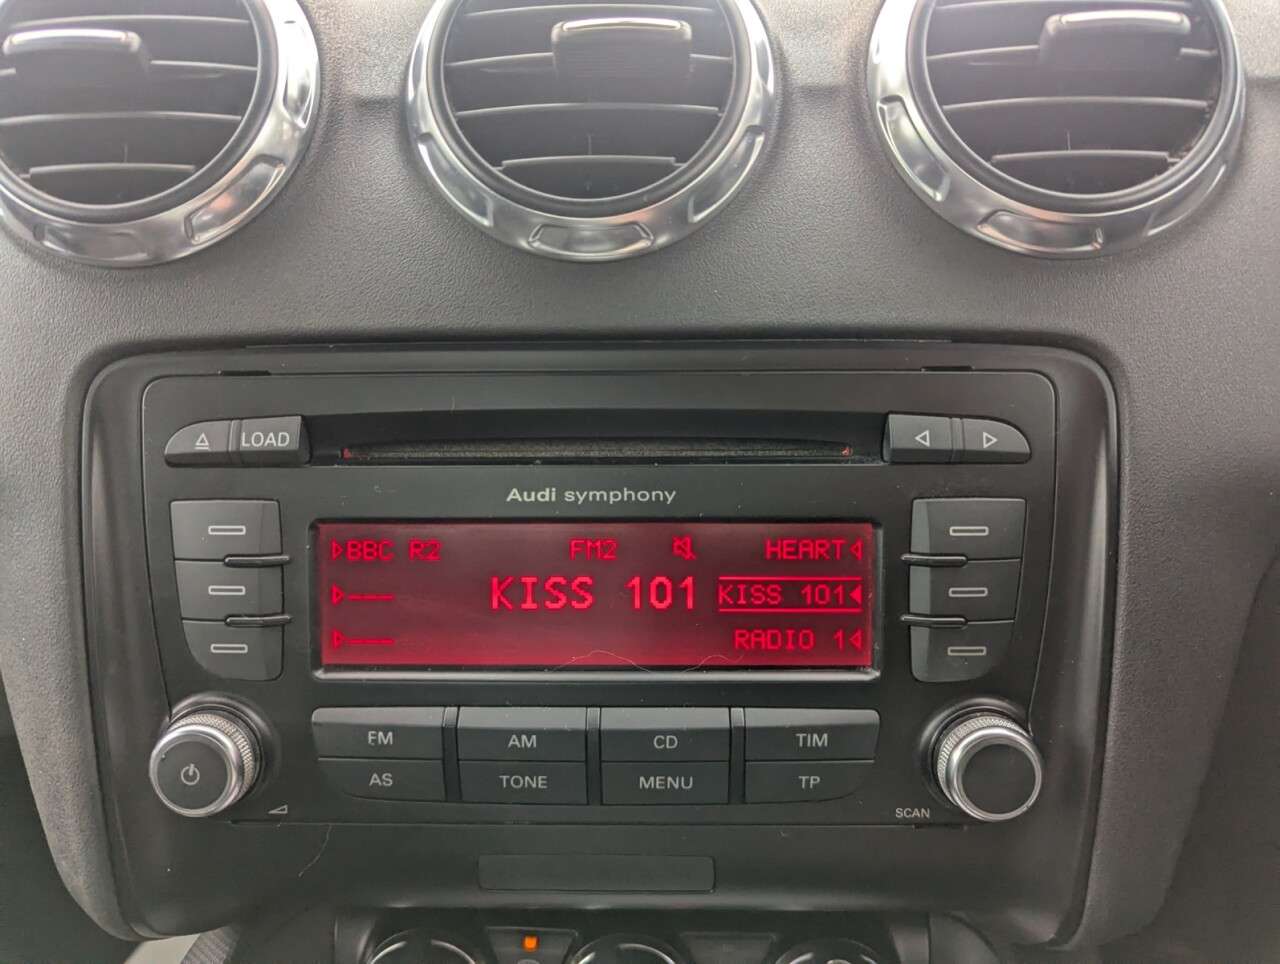 LOAD
Audi symphony
BBC R2 FM2 HEART
KISS 101 KISS 101
RADIO 1
FM AM CD TIM
AS TONE MENU TP
SCAN